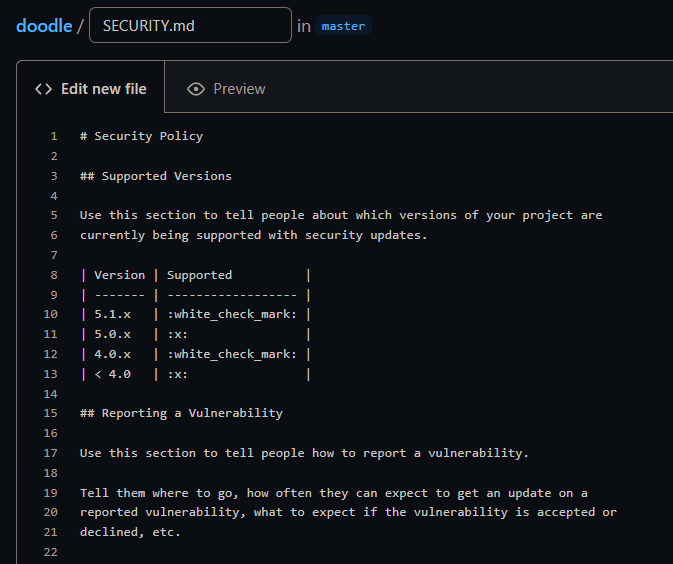 doodle / SECURITY.md in master
<> Edit new file Preview
1 # Security Policy
2
3 ## Supported Versions
4
5 Use this section to tell people about which versions of your project are
6 currently being supported with security updates.
7
8 | Version | Supported          |
9 | ------- | ------------------ |
10 | 5.1.x   | :white_check_mark: |
11 | 5.0.x   | :x:                |
12 | 4.0.x   | :white_check_mark: |
13 | < 4.0   | :x:                |
14
15 ## Reporting a Vulnerability
16
17 Use this section to tell people how to report a vulnerability.
18
19 Tell them where to go, how often they can expect to get an update on a
20 reported vulnerability, what to expect if the vulnerability is accepted or
21 declined, etc.
22